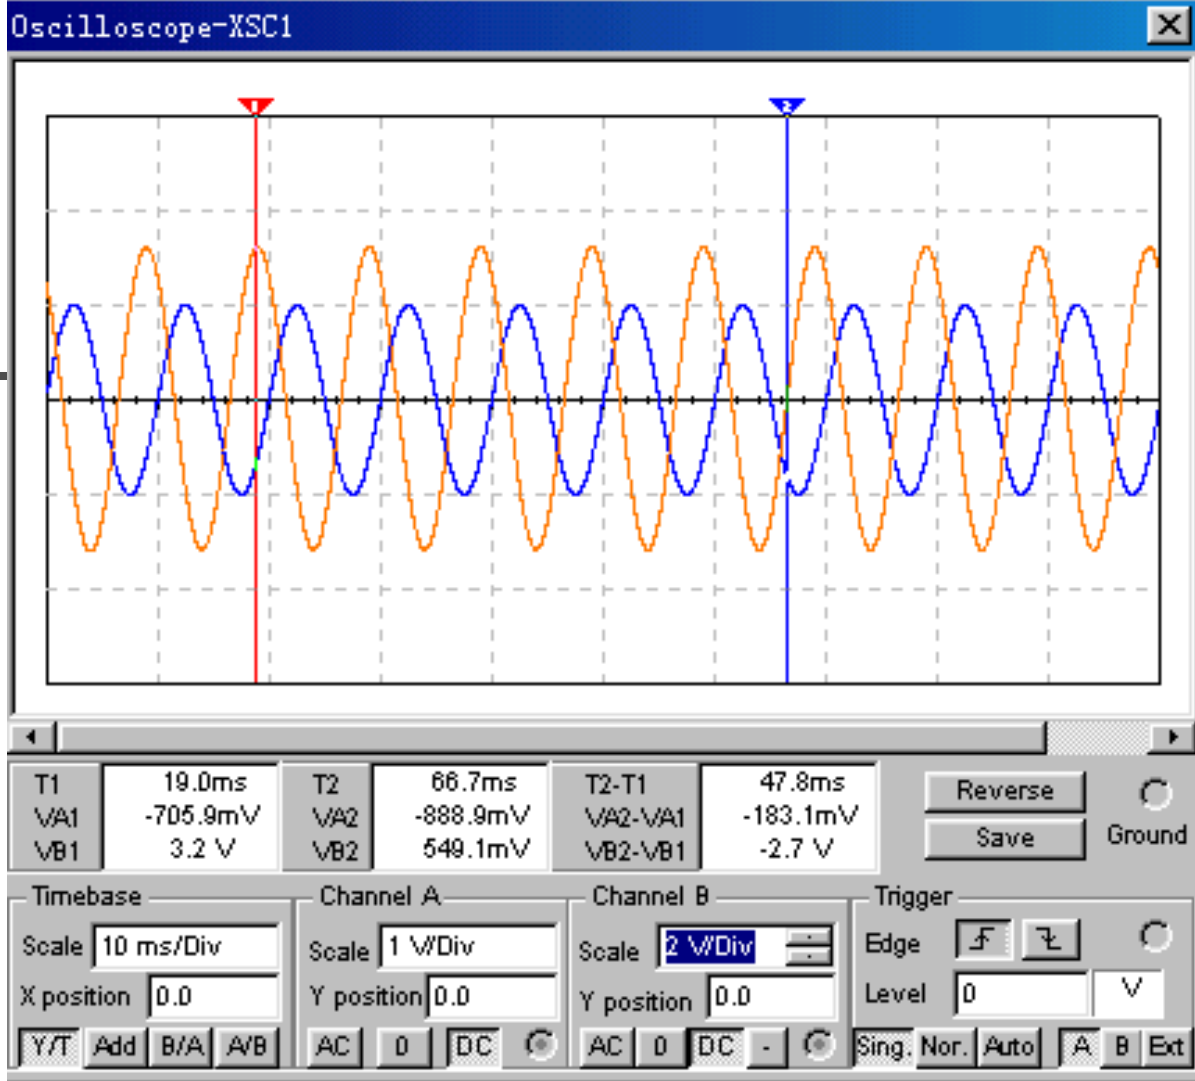 Oscilloscope-XSC1
1 2
T1 19.0ms T2 66.7ms T2-T1 47.8ms Reverse
VA1 -705.9mV VA2 -888.9mV VA2-VA1 -183.1mV Save Ground
VB1 3.2 V VB2 549.1mV VB2-VB1 -2.7 V
Timebase Channel A Channel B Trigger
Scale 10 ms/Div Scale 1 V/Div Scale 2 V/Div Edge
X position 0.0 Y position 0.0 Y position 0.0 Level 0 V
Y/T Add B/A A/B AC 0 DC AC 0 DC - Sing. Nor. Auto A B Ext